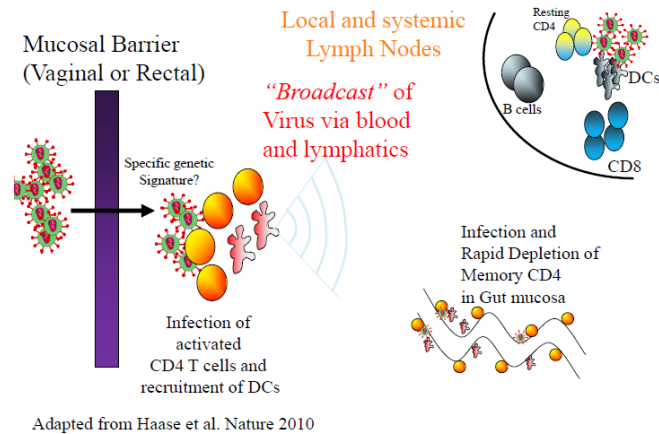 Mucosal Barrier
(Vaginal or Rectal)
Local and systemic
Lymph Nodes
"Broadcast" of
Virus via blood
and lymphatics
Resting
CD4
DCs
B cells
CD8
Specific genetic
Signature?
Infection of
activated
CD4 T cells and
recruitment of DCs
Infection and
Rapid Depletion of
Memory CD4
in Gut mucosa
Adapted from Haase et al. Nature 2010